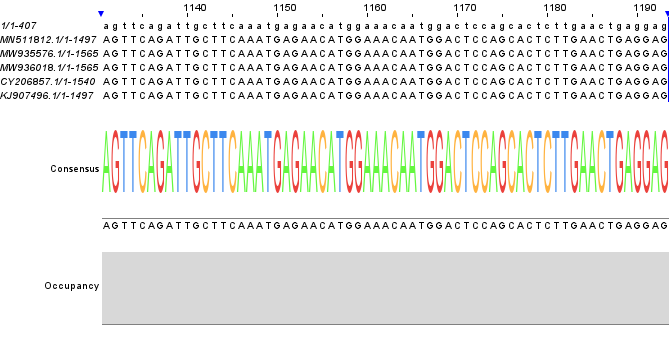 1140 1150 1160 1170 1180 1190
1/1-407 agttcagattgcttcaaatgagaacatggaaacaatggactccagcactcttgaactgaggag
MN511812.1/1-1497 AGTTCAGATTGCTTCAAATGAGAACATGGAAACAATGGACTCCAGCACTCTTGAACTGAGGAG
MW935576.1/1-1565 AGTTCAGATTGCTTCAAATGAGAACATGGAAACAATGGACTCCAGCACTCTTGAACTGAGGAG
MW936018.1/1-1565 AGTTCAGATTGCTTCAAATGAGAACATGGAAACAATGGACTCCAGCACTCTTGAACTGAGGAG
CY206857.1/1-1540 AGTTCAGATTGCTTCAAATGAGAACATGGAAACAATGGACTCCAGCACTCTTGAACTGAGGAG
KJ907496.1/1-1497 AGTTCAGATTGCTTCAAATGAGAACATGGAAACAATGGACTCCAGCACTCTTGAACTGAGGAG
Consensus AGTTCAGATTGCTTCAAATGAGAACATGGAAACAATGGACTCCAGCACTCTTGAACTGAGGAG
AGTTCAGATTGCTTCAAATGAGAACATGGAAACAATGGACTCCAGCACTCTTGAACTGAGGAG
Occupancy